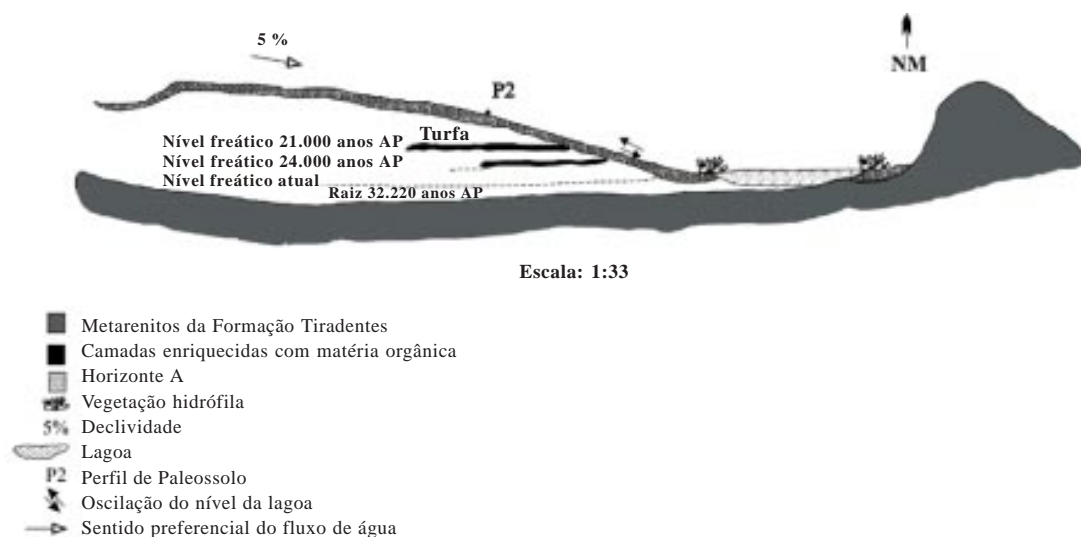 5 %
NM
P2
Nível freático 21.000 anos AP
Turfa
Nível freático 24.000 anos AP
Nível freático atual
Raiz 32.220 anos AP
Escala: 1:33
Metarenitos da Formação Tiradentes
Camadas enriquecidas com matéria orgânica
Horizonte A
Vegetação hidrófila
5% Declividade
Lagoa
P2 Perfil de Paleossolo
Oscilação do nível da lagoa
Sentido preferencial do fluxo de água